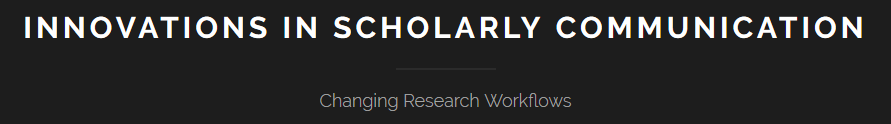 INNOVATIONS IN SCHOLARLY COMMUNICATION
Changing Research Workflows